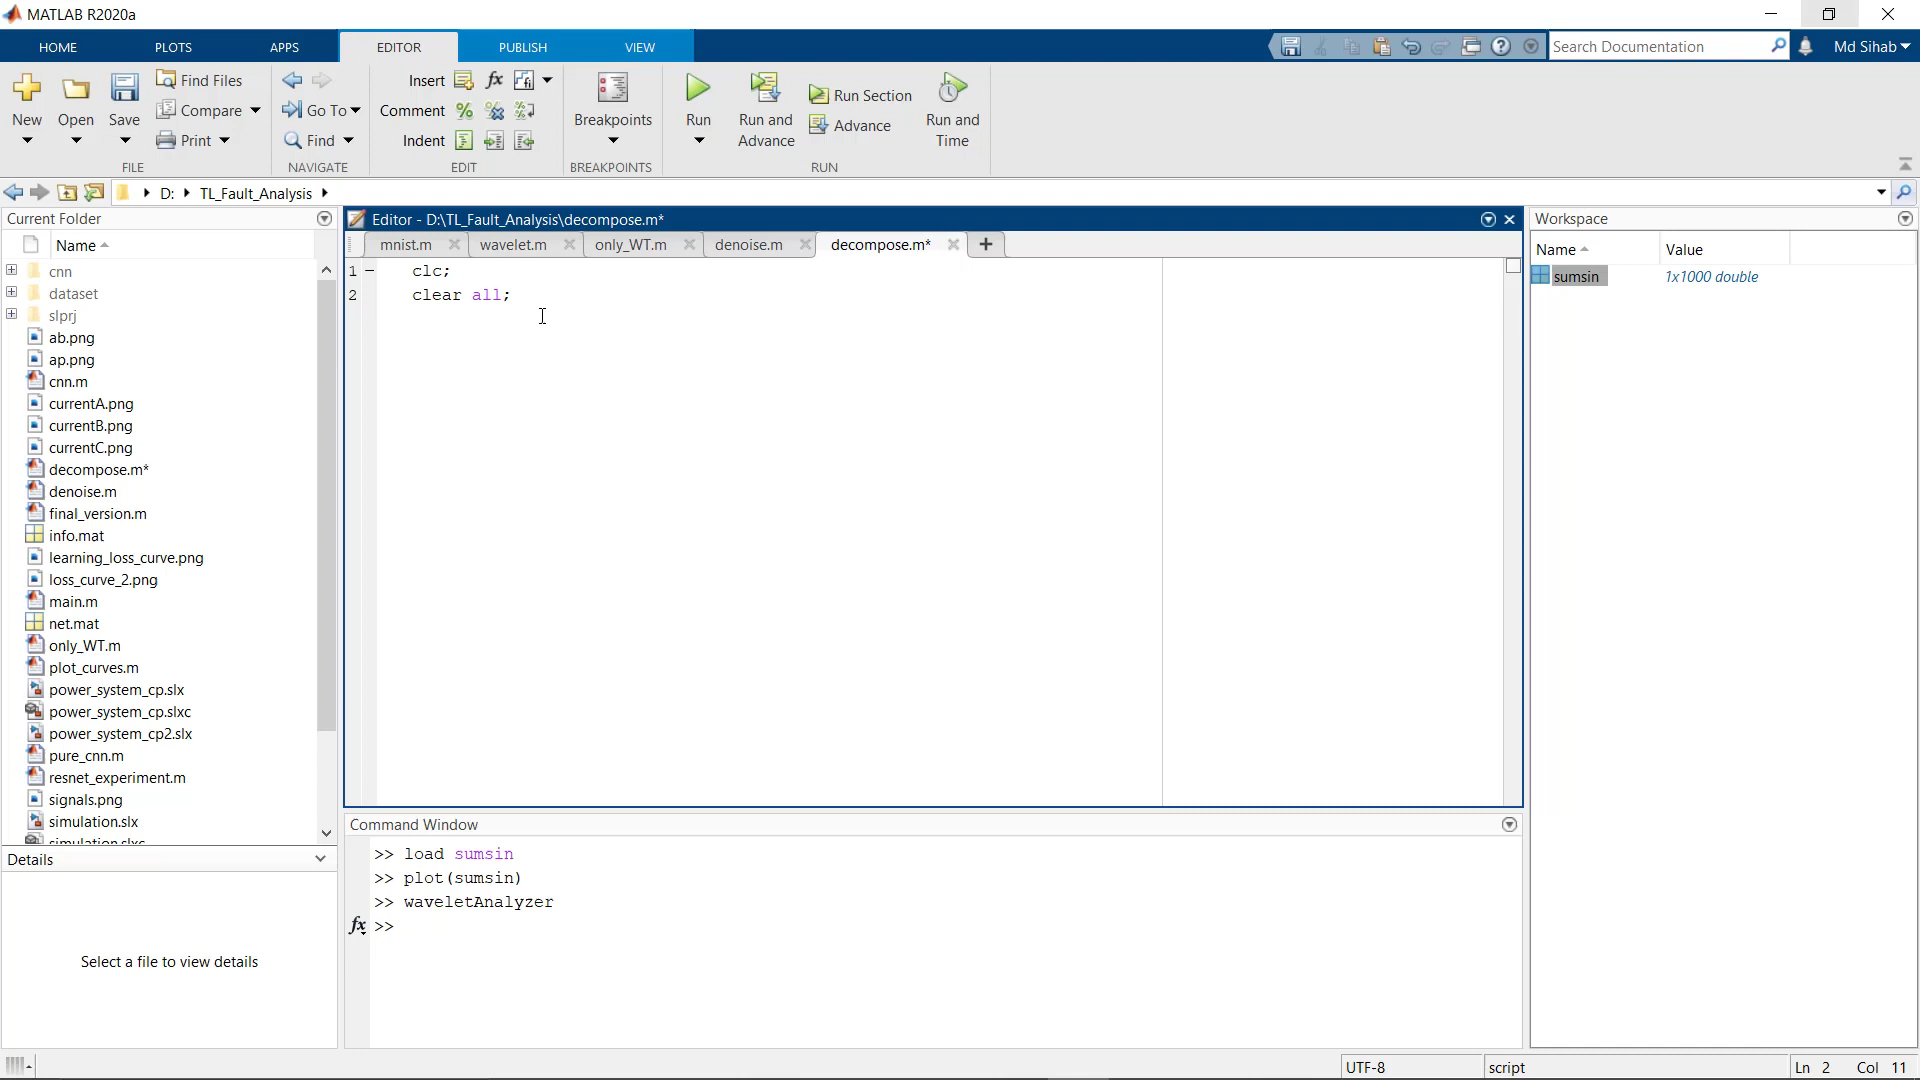 MATLAB R2020a
HOME PLOTS APPS EDITOR PUBLISH VIEW
Search Documentation
Md Sihab
New
Open
Save
Find Files
Compare
Print
FILE
Go To
Find
NAVIGATE
Insert
Comment
Indent
EDIT
Breakpoints
BREAKPOINTS
Run
Run and Advance
Run Section
Advance
Run and Time
RUN
D: TL_Fault_Analysis
Current Folder
Name
cnn
dataset
slprj
ab.png
ap.png
cnn.m
currentA.png
currentB.png
currentC.png
decompose.m*
denoise.m
final_version.m
info.mat
learning_loss_curve.png
loss_curve_2.png
main.m
net.mat
only_WT.m
plot_curves.m
power_system_cp.slx
power_system_cp.slxc
power_system_cp2.slx
pure_cnn.m
resnet_experiment.m
signals.png
simulation.slx
simulation.slxc
Details
Select a file to view details
Editor - D:\TL_Fault_Analysis\decompose.m*
mnist.m wavelet.m only_WT.m denoise.m decompose.m*
1 clc;
2 clear all;
Command Window
>> load sumsin
>> plot(sumsin)
>> waveletAnalyzer
fx >>
Workspace
Name Value
sumsin 1x1000 double
UTF-8 script Ln 2 Col 11